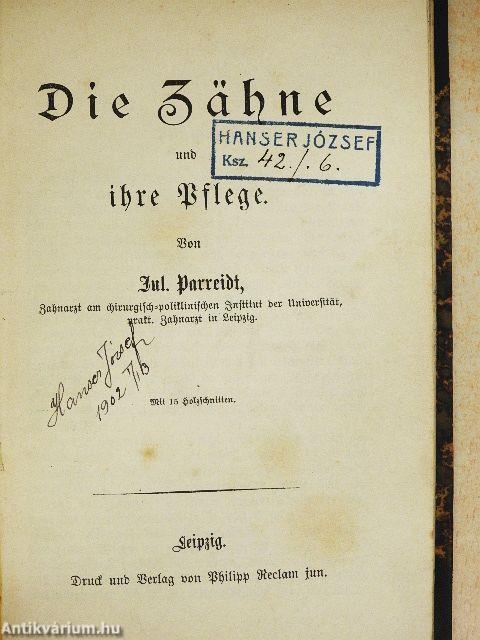 Die Zähne
HANSER JÓZSEF
Ksz. 42./.6.
und
ihre Pflege.
Von
Jul. Parreidt,
Zahnarzt am chirurgisch-poliklinischen Institut der Universität,
prakt. Zahnarzt in Leipzig.
Hanser József
1902
Mit 15 Holzschnitten.
Leipzig.
Druck und Verlag von Philipp Reclam jun.
Antikvárium.hu